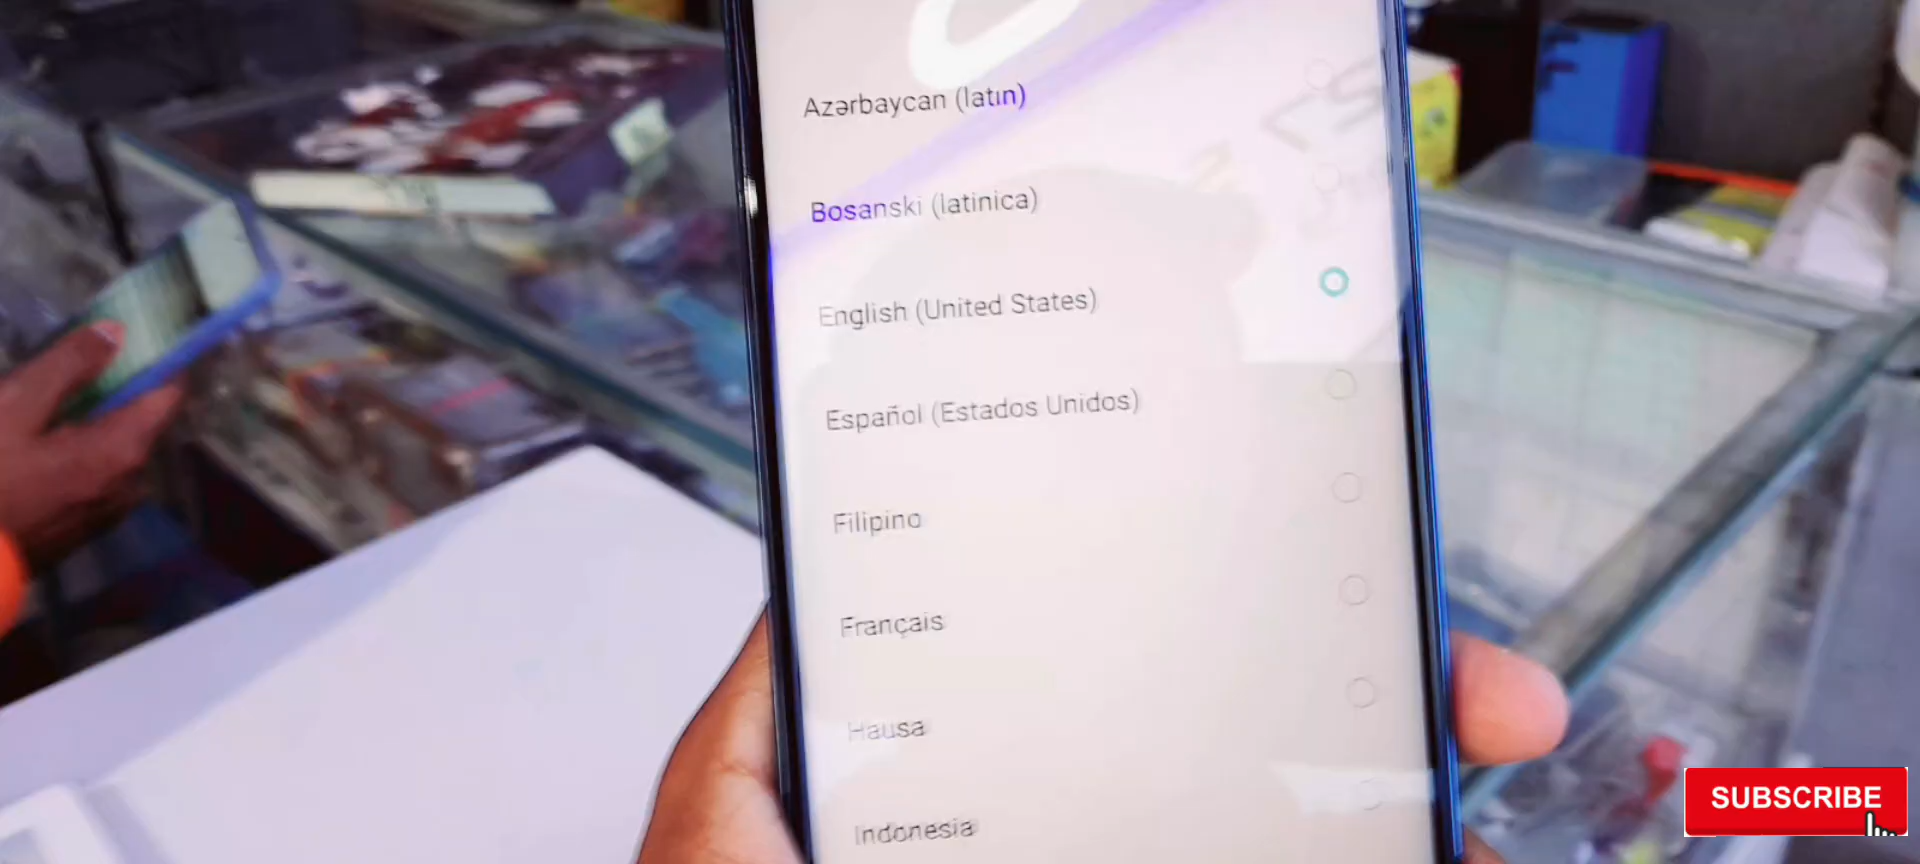 Azərbaycan (latın)
Bosanski (latinica)
English (United States)
Español (Estados Unidos)
Filipino
Français
Hausa
Indonesia
SUBSCRIBE